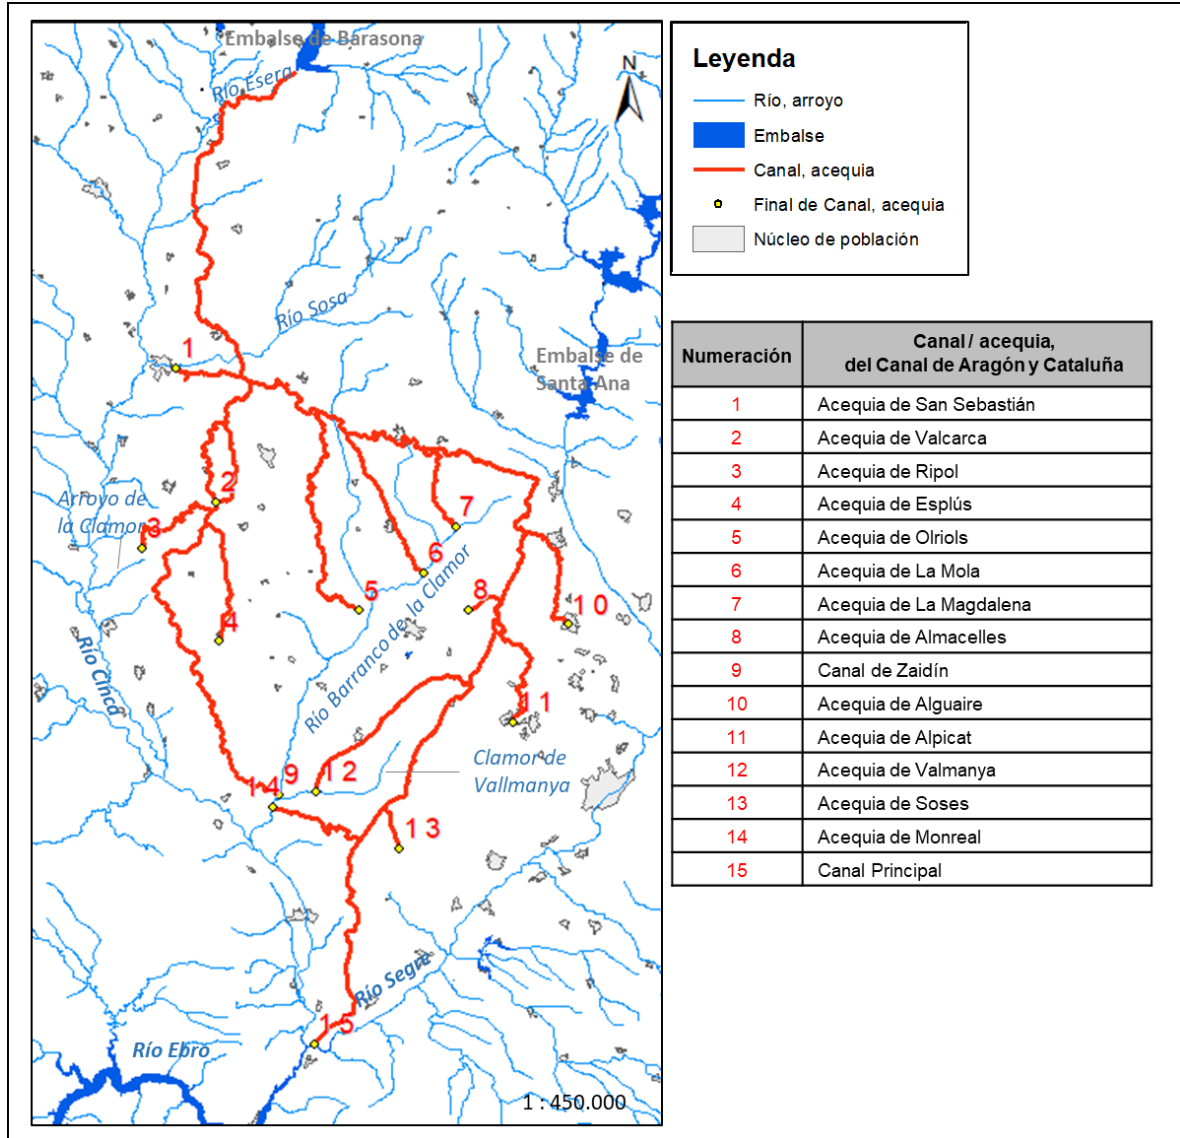 Embalse de Barasona
Río Ésera
N
Río Sosa
1
Embalse de
Santa Ana
2
Arroyo de
la Clamor
3
7
6
5
8
10
4
Río Barranco de la Clamor
Río Cinca
11
Clamor de
Vallmanya
9
12
14
13
Río Segre
15
Río Ebro
1 : 450.000
Leyenda
Río, arroyo
Embalse
Canal, acequia
Final de Canal, acequia
Núcleo de población
Numeración
Canal / acequia,
del Canal de Aragón y Cataluña
1 Acequia de San Sebastián
2 Acequia de Valcarca
3 Acequia de Ripol
4 Acequia de Esplús
5 Acequia de Olriols
6 Acequia de La Mola
7 Acequia de La Magdalena
8 Acequia de Almacelles
9 Canal de Zaidín
10 Acequia de Alguaire
11 Acequia de Alpicat
12 Acequia de Valmanya
13 Acequia de Soses
14 Acequia de Monreal
15 Canal Principal